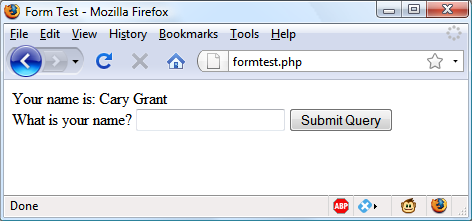 Form Test - Mozilla Firefox
File Edit View History Bookmarks Tools Help
formtest.php
Your name is: Cary Grant
What is your name? Submit Query
Done ABP